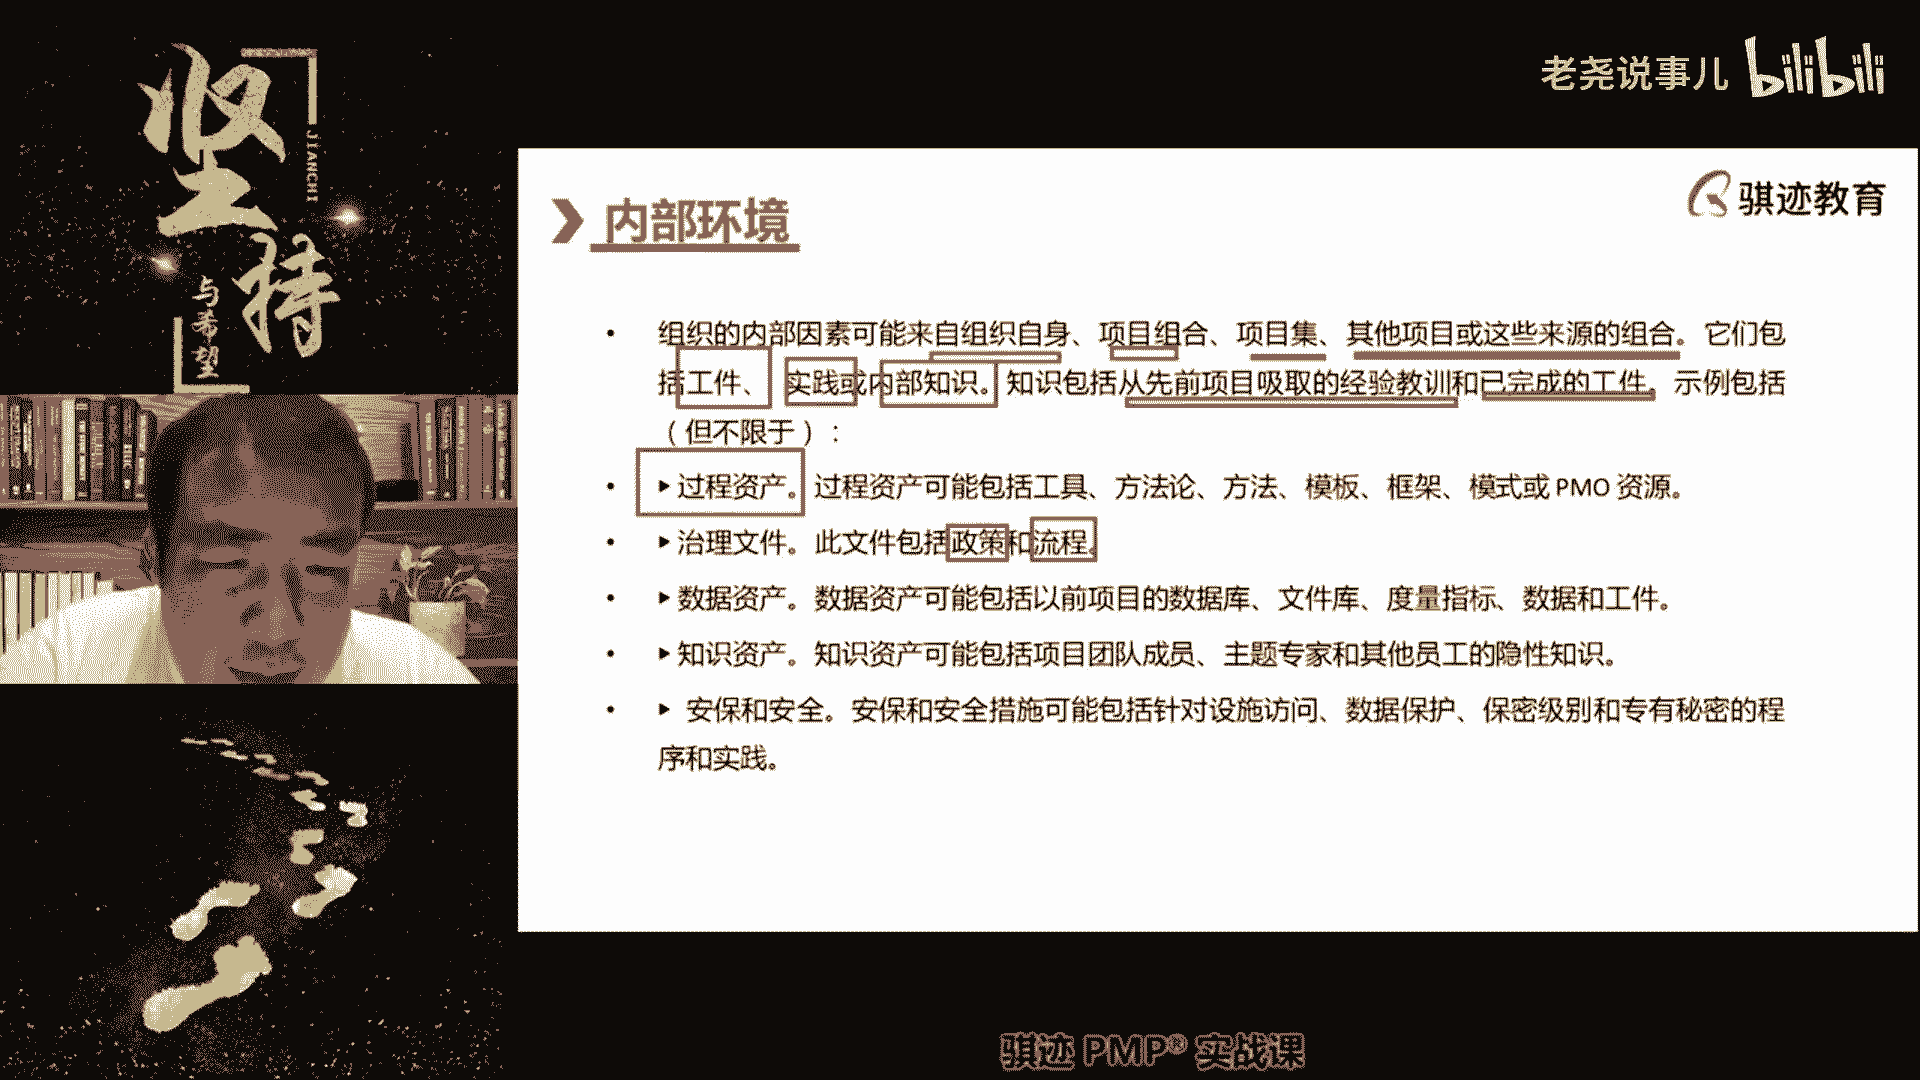 坚持
JIANCHI
与希望
老尧说事儿 bilibili
骐迹教育
内部环境
• 组织的内部因素可能来自组织自身、项目组合、项目集、其他项目或这些来源的组合。它们包
括工件、实践或内部知识。知识包括从先前项目吸取的经验教训和已完成的工件。示例包括
（但不限于）：
• ▸过程资产。过程资产可能包括工具、方法论、方法、模板、框架、模式或 PMO 资源。
• ▸治理文件。此文件包括政策和流程。
• ▸数据资产。数据资产可能包括以前项目的数据库、文件库、度量指标、数据和工件。
• ▸知识资产。知识资产可能包括项目团队成员、主题专家和其他员工的隐性知识。
• ▸ 安保和安全。安保和安全措施可能包括针对设施访问、数据保护、保密级别和专有秘密的程
序和实践。
骐迹 PMP® 实战课